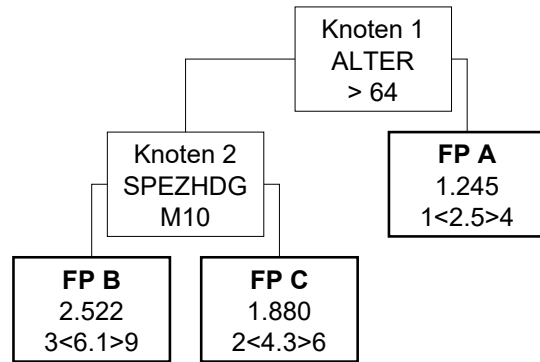 Knoten 1
ALTER
> 64
Knoten 2
SPEZHDG
M10
FP A
1.245
1<2.5>4
FP B
2.522
3<6.1>9
FP C
1.880
2<4.3>6